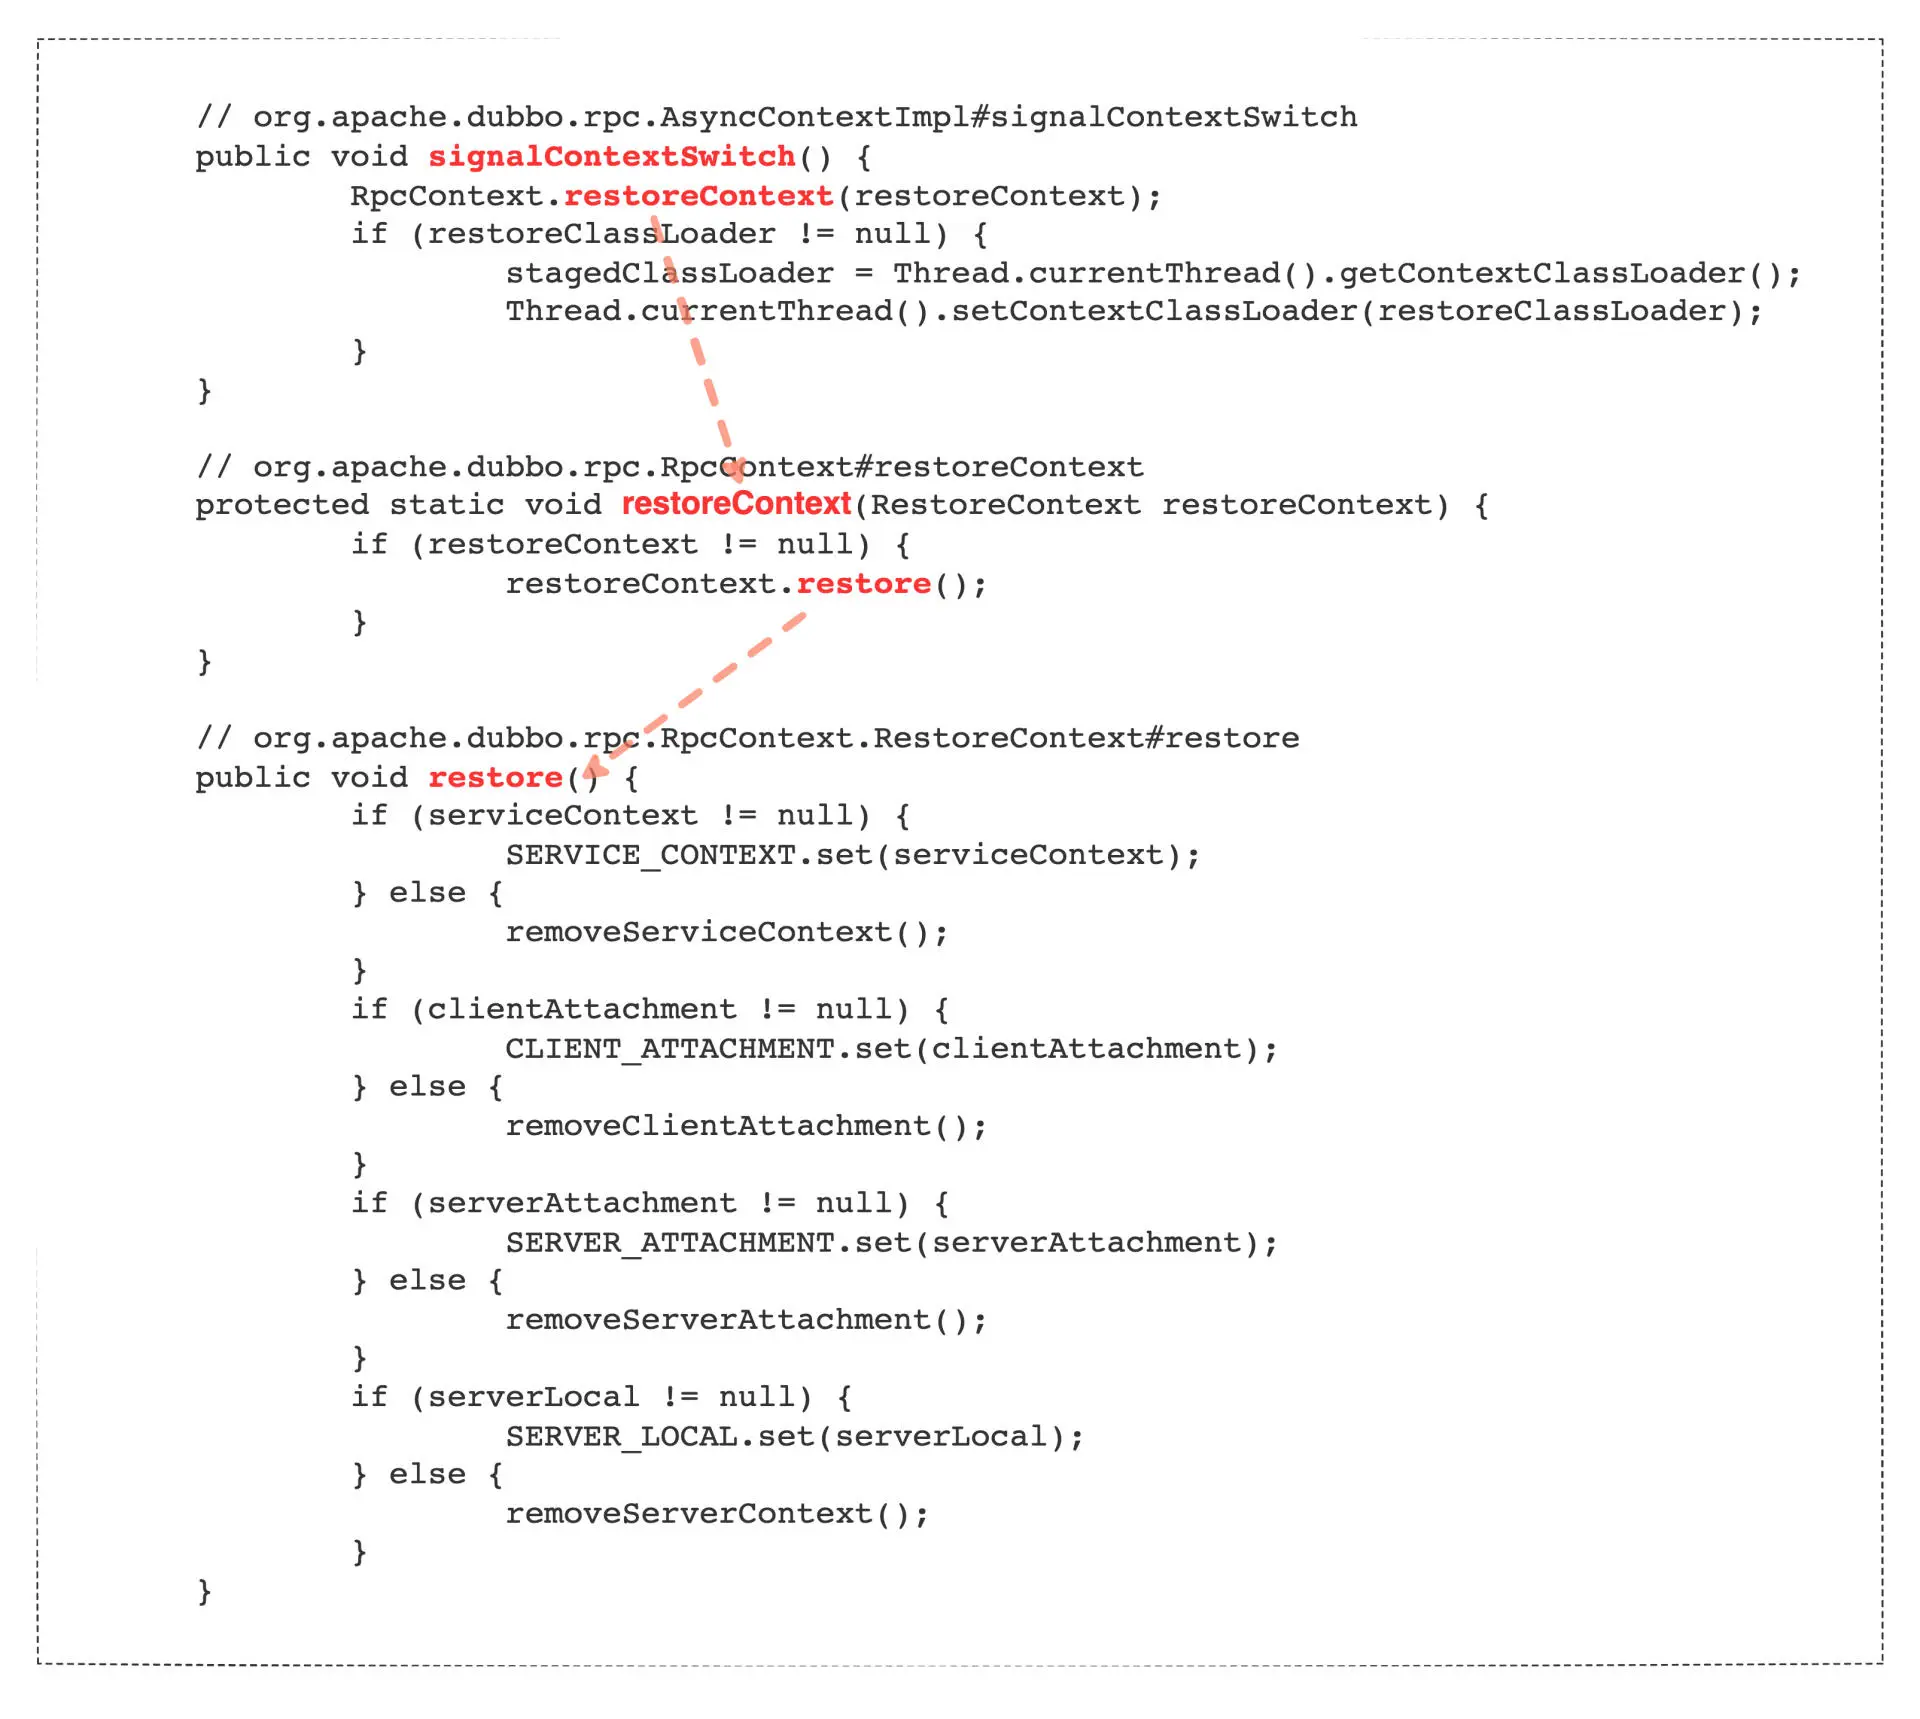 // org.apache.dubbo.rpc.AsyncContextImpl#signalContextSwitch
public void signalContextSwitch() {
        RpcContext.restoreContext(restoreContext);
        if (restoreClassLoader != null) {
                stagedClassLoader = Thread.currentThread().getContextClassLoader();
                Thread.currentThread().setContextClassLoader(restoreClassLoader);
        }
}

// org.apache.dubbo.rpc.RpcContext#restoreContext
protected static void restoreContext(RestoreContext restoreContext) {
        if (restoreContext != null) {
                restoreContext.restore();
        }
}

// org.apache.dubbo.rpc.RpcContext.RestoreContext#restore
public void restore() {
        if (serviceContext != null) {
                SERVICE_CONTEXT.set(serviceContext);
        } else {
                removeServiceContext();
        }
        if (clientAttachment != null) {
                CLIENT_ATTACHMENT.set(clientAttachment);
        } else {
                removeClientAttachment();
        }
        if (serverAttachment != null) {
                SERVER_ATTACHMENT.set(serverAttachment);
        } else {
                removeServerAttachment();
        }
        if (serverLocal != null) {
                SERVER_LOCAL.set(serverLocal);
        } else {
                removeServerContext();
        }
}